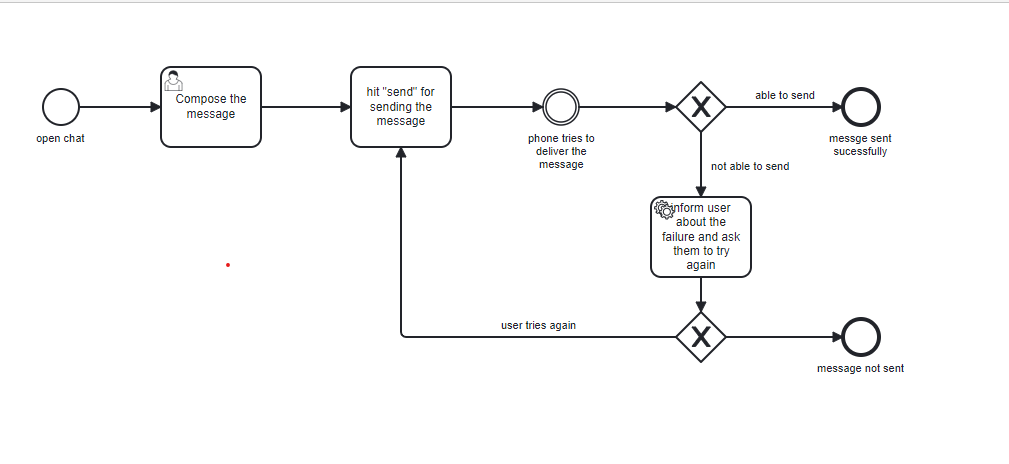 open chat
Compose the
message
hit "send" for
sending the
message
phone tries to
deliver the
message
able to send
messge sent
sucessfully
not able to send
inform user
about the
failure and ask
them to try
again
user tries again
message not sent